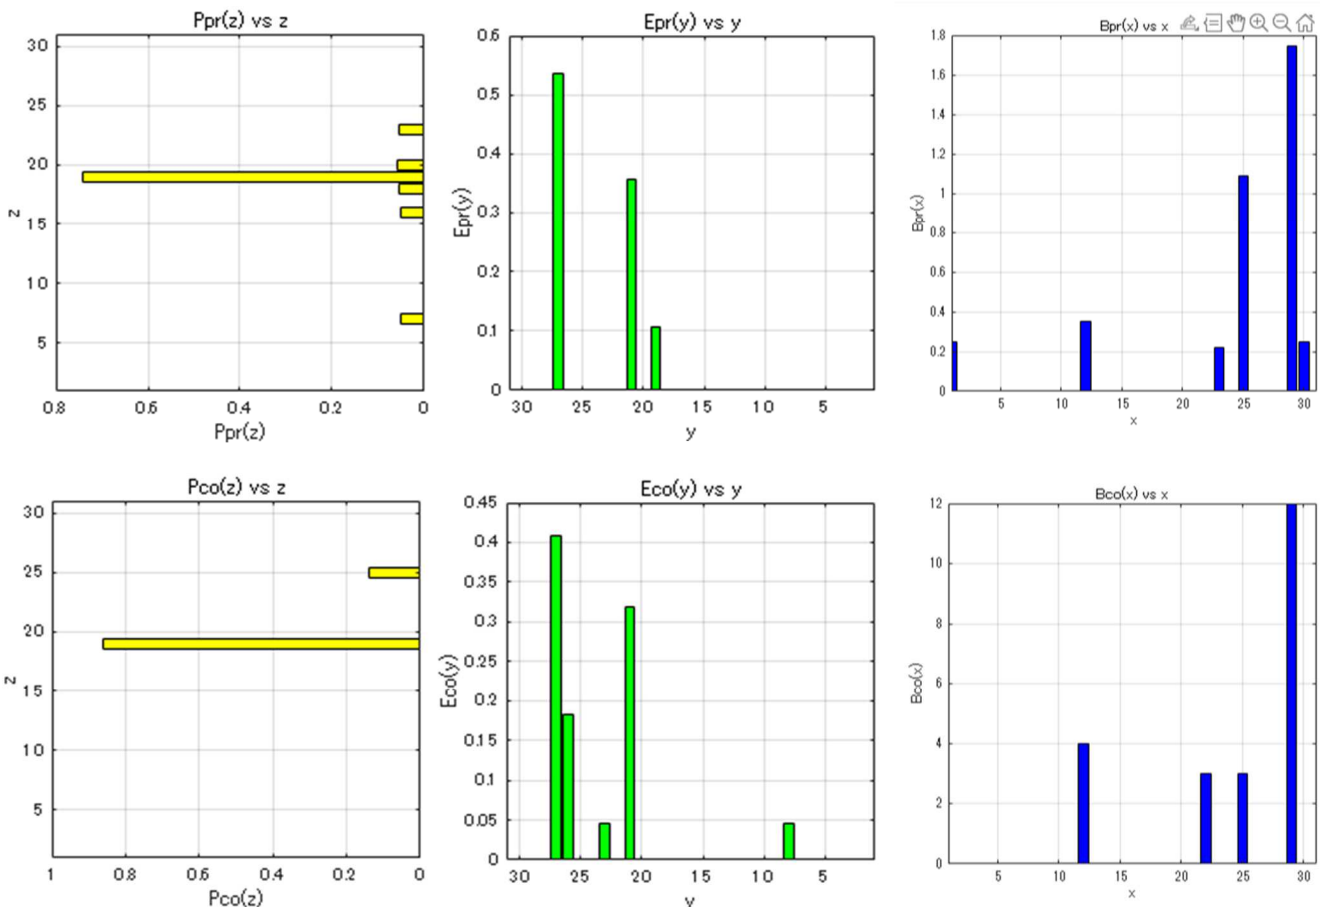 Ppr(z) vs z
30
25
20
15
10
5
z
0.8 0.6 0.4 0.2 0
Ppr(z)
Epr(y) vs y
0.6
0.5
0.4
0.3
0.2
0.1
0
Epr(y)
30 25 20 15 10 5
y
Bpr(x) vs x
1.8
1.6
1.4
1.2
1
0.8
0.6
0.4
0.2
0
Bpr(x)
5 10 15 20 25 30
x
Pco(z) vs z
30
25
20
15
10
5
z
1 0.8 0.6 0.4 0.2 0
Pco(z)
Eco(y) vs y
0.45
0.4
0.35
0.3
0.25
0.2
0.15
0.1
0.05
0
Eco(y)
30 25 20 15 10 5
y
Bco(x) vs x
12
10
8
6
4
2
0
Bco(x)
5 10 15 20 25 30
x